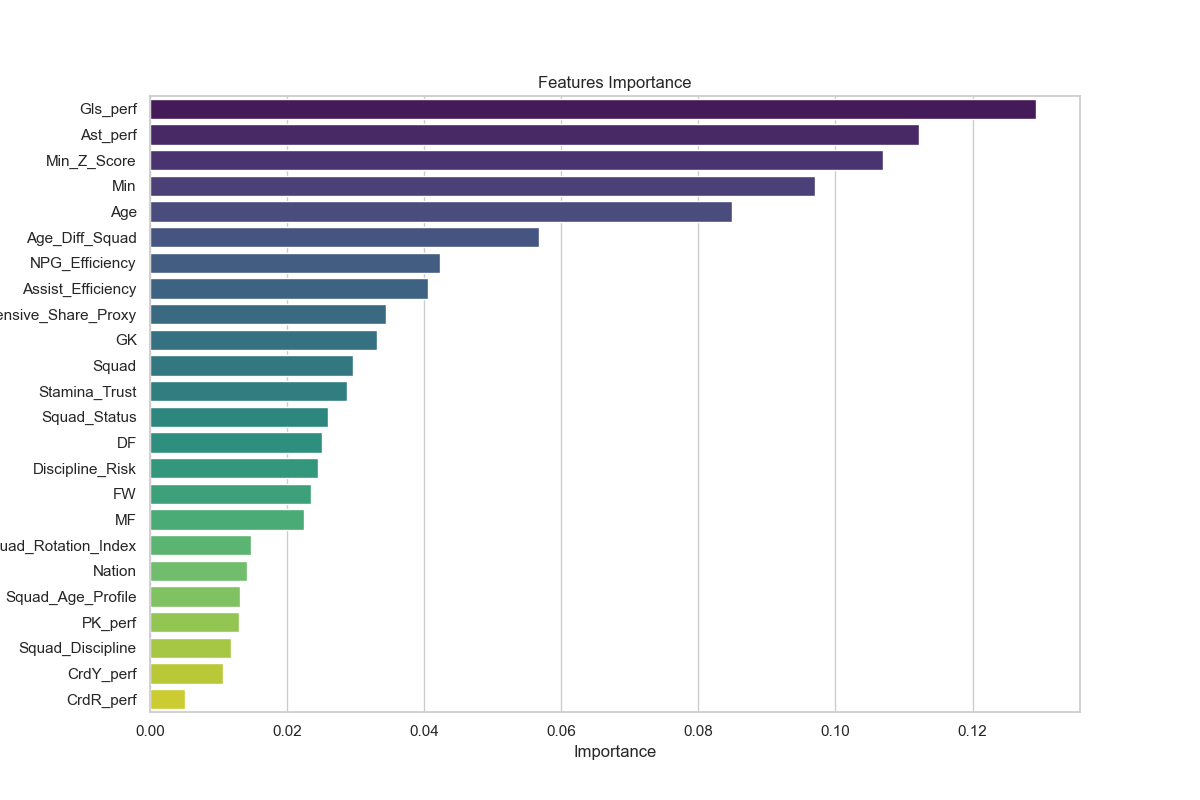 Features Importance
Gls_perf
Ast_perf
Min_Z_Score
Min
Age
Age_Diff_Squad
NPG_Efficiency
Assist_Efficiency
ensive_Share_Proxy
GK
Squad
Stamina_Trust
Squad_Status
DF
Discipline_Risk
FW
MF
uad_Rotation_Index
Nation
Squad_Age_Profile
PK_perf
Squad_Discipline
CrdY_perf
CrdR_perf
0.00 0.02 0.04 0.06 0.08 0.10 0.12
Importance